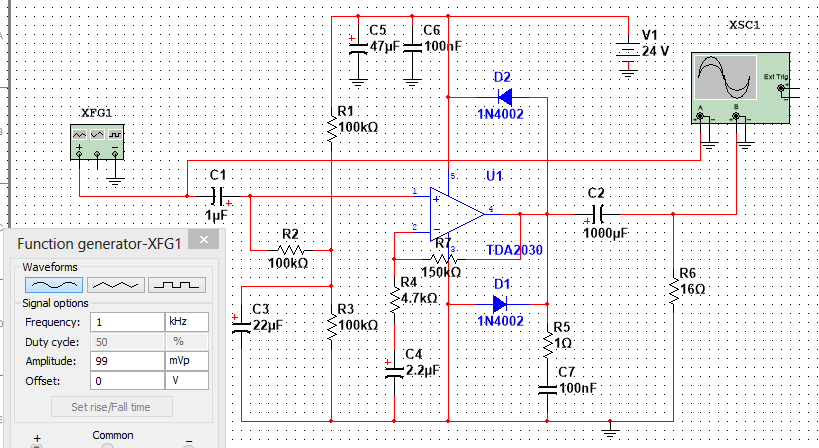 XSC1
C5
47µF
C6
100nF
V1
24 V
D2
1N4002
Ext Trig
A
B
XFG1
R1
100kΩ
C1
1µF
U1
5
1
4
2
3
TDA2030
C2
1000µF
R2
100kΩ
R7
150kΩ
R4
4.7kΩ
D1
1N4002
R6
16Ω
C3
22µF
R3
100kΩ
R5
1Ω
C4
2.2µF
C7
100nF
Function generator-XFG1
Waveforms
Signal options
Frequency: 1 kHz
Duty cycle: 50 %
Amplitude: 99 mVp
Offset: 0 V
Set rise/Fall time
+ Common −